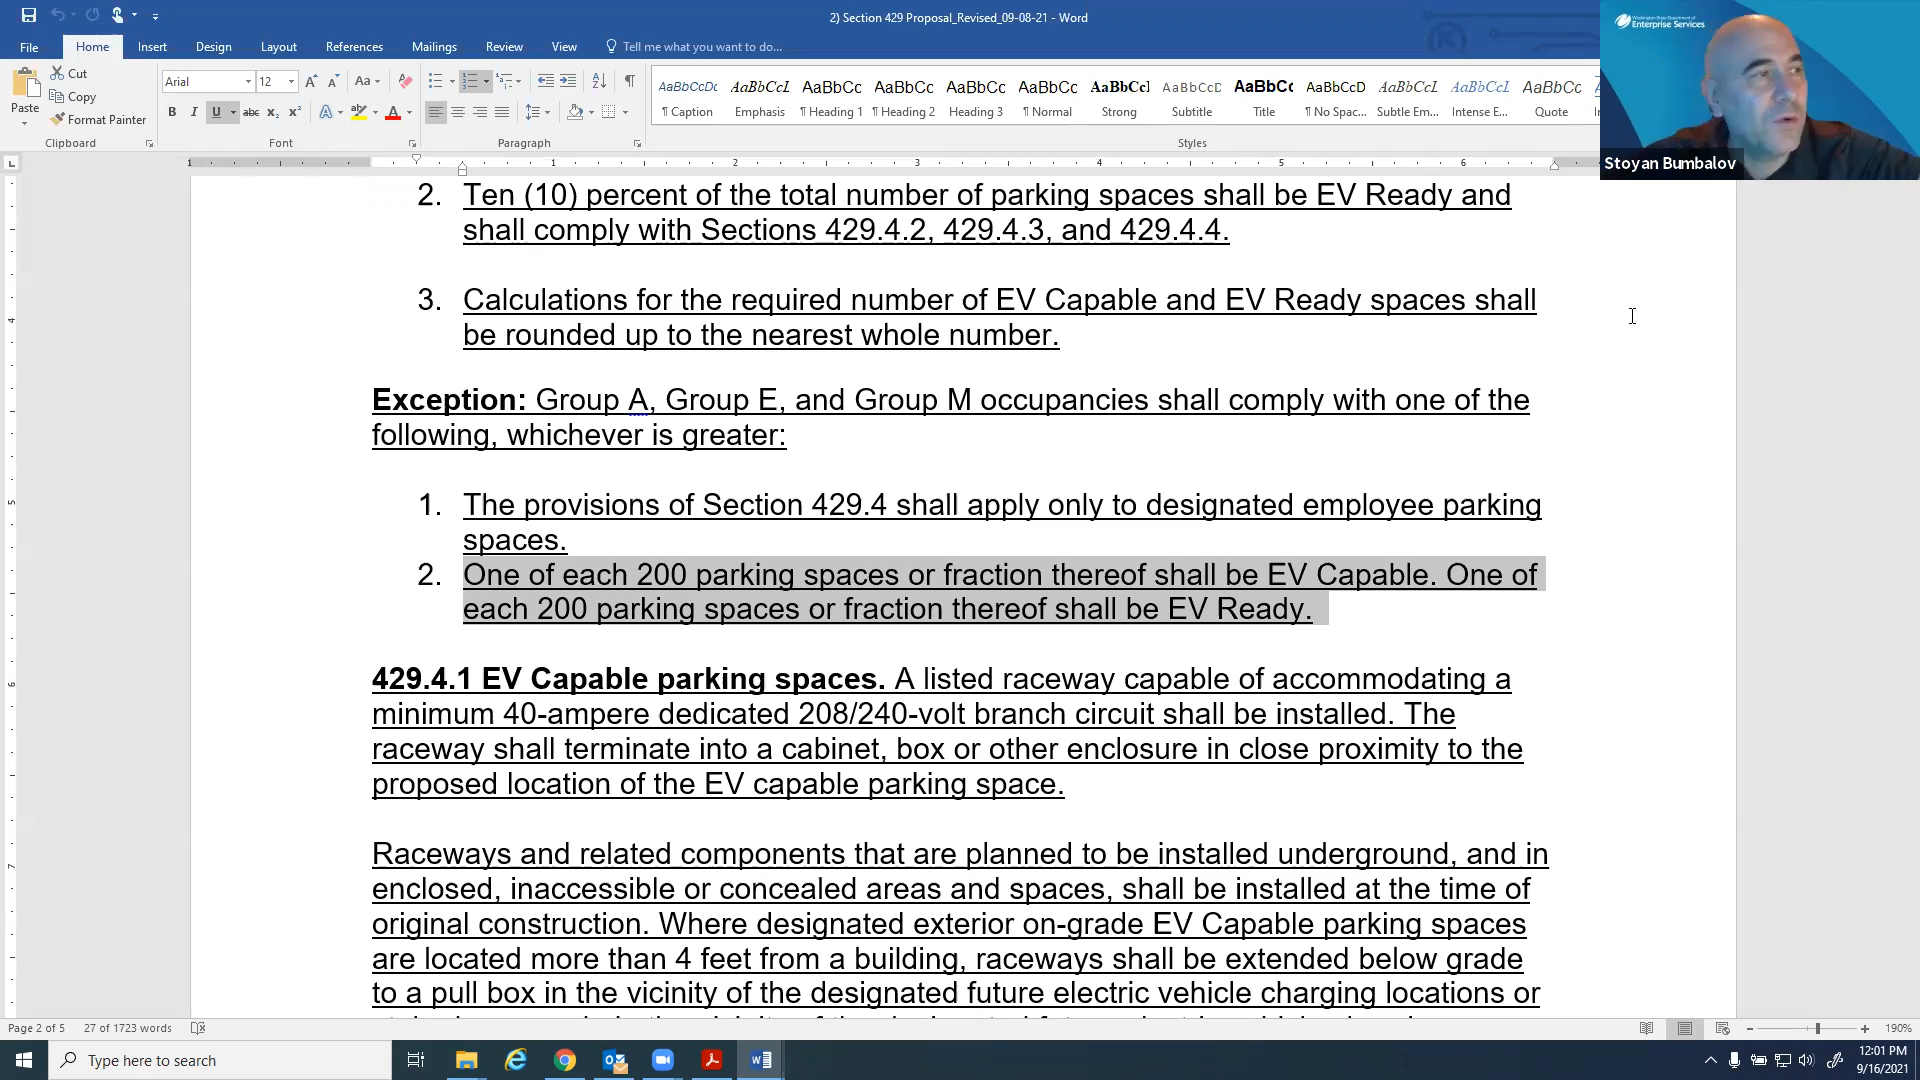 2) Section 429 Proposal_Revised_09-08-21 - Word
File Home Insert Design Layout References Mailings Review View Tell me what you want to do...
Cut
Copy
Format Painter
Paste
Clipboard
Arial 12
Font
Paragraph
AaBbCcDc AaBbCcI AaBbCc AaBbCc AaBbCc AaBbCc AaBbCcI AaBbCcD AaBbCc AaBbCcD AaBbCcI AaBbCcI AaBbCc
¶ Caption Emphasis ¶ Heading 1 ¶ Heading 2 Heading 3 ¶ Normal Strong Subtitle Title ¶ No Spac... Subtle Em... Intense E... Quote
Styles
Washington State Department of
Enterprise Services
Stoyan Bumbalov
2. Ten (10) percent of the total number of parking spaces shall be EV Ready and
shall comply with Sections 429.4.2, 429.4.3, and 429.4.4.
3. Calculations for the required number of EV Capable and EV Ready spaces shall
be rounded up to the nearest whole number.
Exception: Group A, Group E, and Group M occupancies shall comply with one of the
following, whichever is greater:
1. The provisions of Section 429.4 shall apply only to designated employee parking
spaces.
2. One of each 200 parking spaces or fraction thereof shall be EV Capable. One of
each 200 parking spaces or fraction thereof shall be EV Ready.
429.4.1 EV Capable parking spaces. A listed raceway capable of accommodating a
minimum 40-ampere dedicated 208/240-volt branch circuit shall be installed. The
raceway shall terminate into a cabinet, box or other enclosure in close proximity to the
proposed location of the EV capable parking space.
Raceways and related components that are planned to be installed underground, and in
enclosed, inaccessible or concealed areas and spaces, shall be installed at the time of
original construction. Where designated exterior on-grade EV Capable parking spaces
are located more than 4 feet from a building, raceways shall be extended below grade
to a pull box in the vicinity of the designated future electric vehicle charging locations or
Page 2 of 5 27 of 1723 words 190%
Type here to search
12:01 PM
9/16/2021